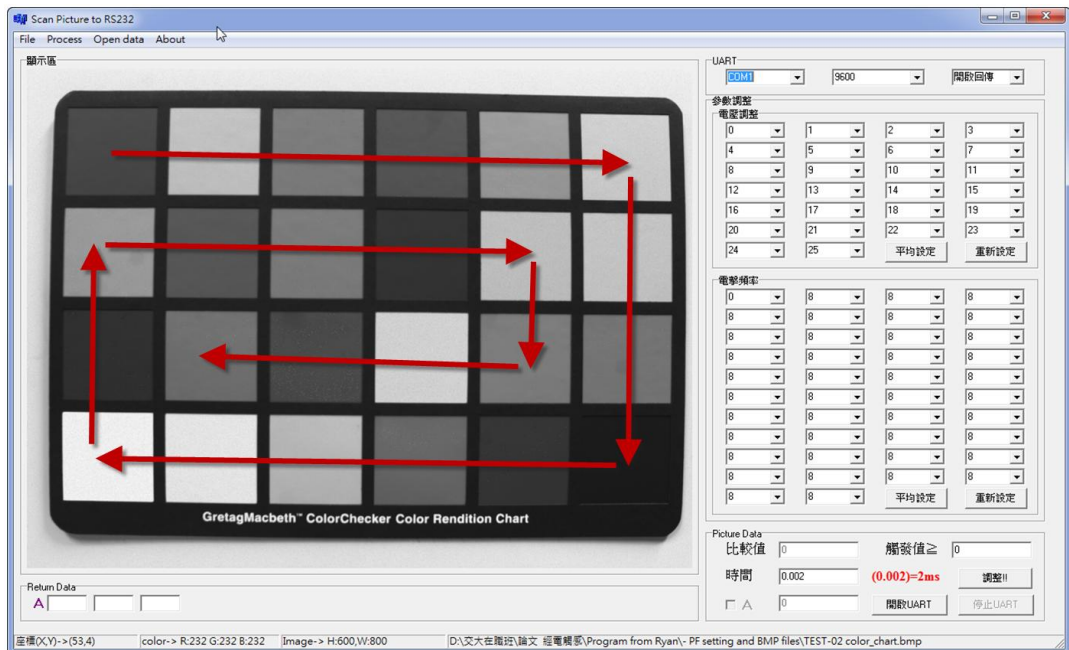 Scan Picture to RS232
File Process Open data About
顯示區
GretagMacbeth™ ColorChecker Color Rendition Chart
Return Data
A
UART
COM1 9600 開啟回傳
參數調整
電壓調整
0 1 2 3
4 5 6 7
8 9 10 11
12 13 14 15
16 17 18 19
20 21 22 23
24 25 平均設定 重新設定
電擊頻率
0 8 8 8
8 8 8 8
8 8 8 8
8 8 8 8
8 8 8 8
8 8 8 8
8 8 8 8
8 8 8 8
8 8 8 8
8 8 8 8
8 8 平均設定 重新設定
Picture Data
比較值 0 觸發值≧ 0
時間 0.002 (0.002)=2ms 調整!!
A 0 開啟UART 停止UART
座標(X,Y)->(53,4) color-> R:232 G:232 B:232 Image-> H:600,W:800 D:\交大在職班\論文 經電觸感\Program from Ryan\- PF setting and BMP files\TEST-02 color_chart.bmp